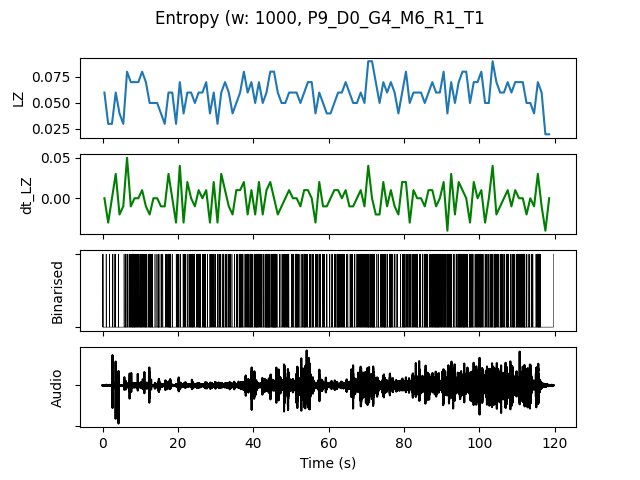 Entropy (w: 1000, P9_D0_G4_M6_R1_T1
0.075
0.050
0.025
LZ
0.05
0.00
dt_LZ
Binarised
Audio
0 20 40 60 80 100 120
Time (s)